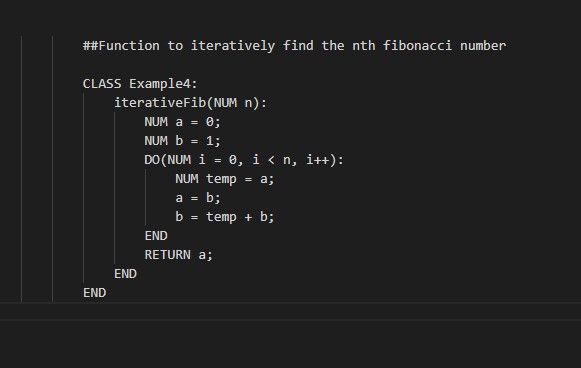 ##Function to iteratively find the nth fibonacci number
CLASS Example4:
iterativeFib(NUM n):
NUM a = 0;
NUM b = 1;
DO(NUM i = 0, i < n, i++):
NUM temp = a;
a = b;
b = temp + b;
END
RETURN a;
END
END